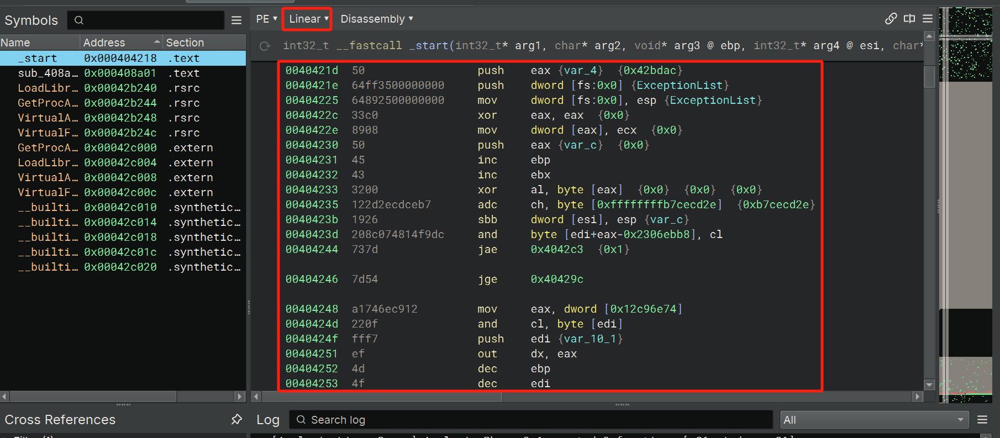 Symbols
PE ▾ Linear ▾ Disassembly ▾
Name Address Section
int32_t __fastcall _start(int32_t* arg1, char* arg2, void* arg3 @ ebp, int32_t* arg4 @ esi, char*
_start 0x000404218 .text
sub_408a… 0x000408a01 .text
LoadLibr… 0x00042b240 .rsrc
GetProcA… 0x00042b244 .rsrc
VirtualA… 0x00042b248 .rsrc
VirtualF… 0x00042b24c .rsrc
GetProcA… 0x00042c000 .extern
LoadLibr… 0x00042c004 .extern
VirtualA… 0x00042c008 .extern
VirtualF… 0x00042c00c .extern
__builti… 0x00042c010 .synthetic…
__builti… 0x00042c014 .synthetic…
__builti… 0x00042c018 .synthetic…
__builti… 0x00042c01c .synthetic…
__builti… 0x00042c020 .synthetic…
0040421d 50 push eax {var_4} {0x42bdac}
0040421e 64ff3500000000 push dword [fs:0x0] {ExceptionList}
00404225 64892500000000 mov dword [fs:0x0], esp {ExceptionList}
0040422c 33c0 xor eax, eax {0x0}
0040422e 8908 mov dword [eax], ecx {0x0}
00404230 50 push eax {var_c} {0x0}
00404231 45 inc ebp
00404232 43 inc ebx
00404233 3200 xor al, byte [eax] {0x0} {0x0} {0x0}
00404235 122d2ecdceb7 adc ch, byte [0xffffffffb7cecd2e] {0xb7cecd2e}
0040423b 1926 sbb dword [esi], esp {var_c}
0040423d 208c074814f9dc and byte [edi+eax-0x2306ebb8], cl
00404244 737d jae 0x4042c3 {0x1}
00404246 7d54 jge 0x40429c
00404248 a1746ec912 mov eax, dword [0x12c96e74]
0040424d 220f and cl, byte [edi]
0040424f fff7 push edi {var_10_1}
00404251 ef out dx, eax
00404252 4d dec ebp
00404253 4f dec edi
Cross References
Log Search log All